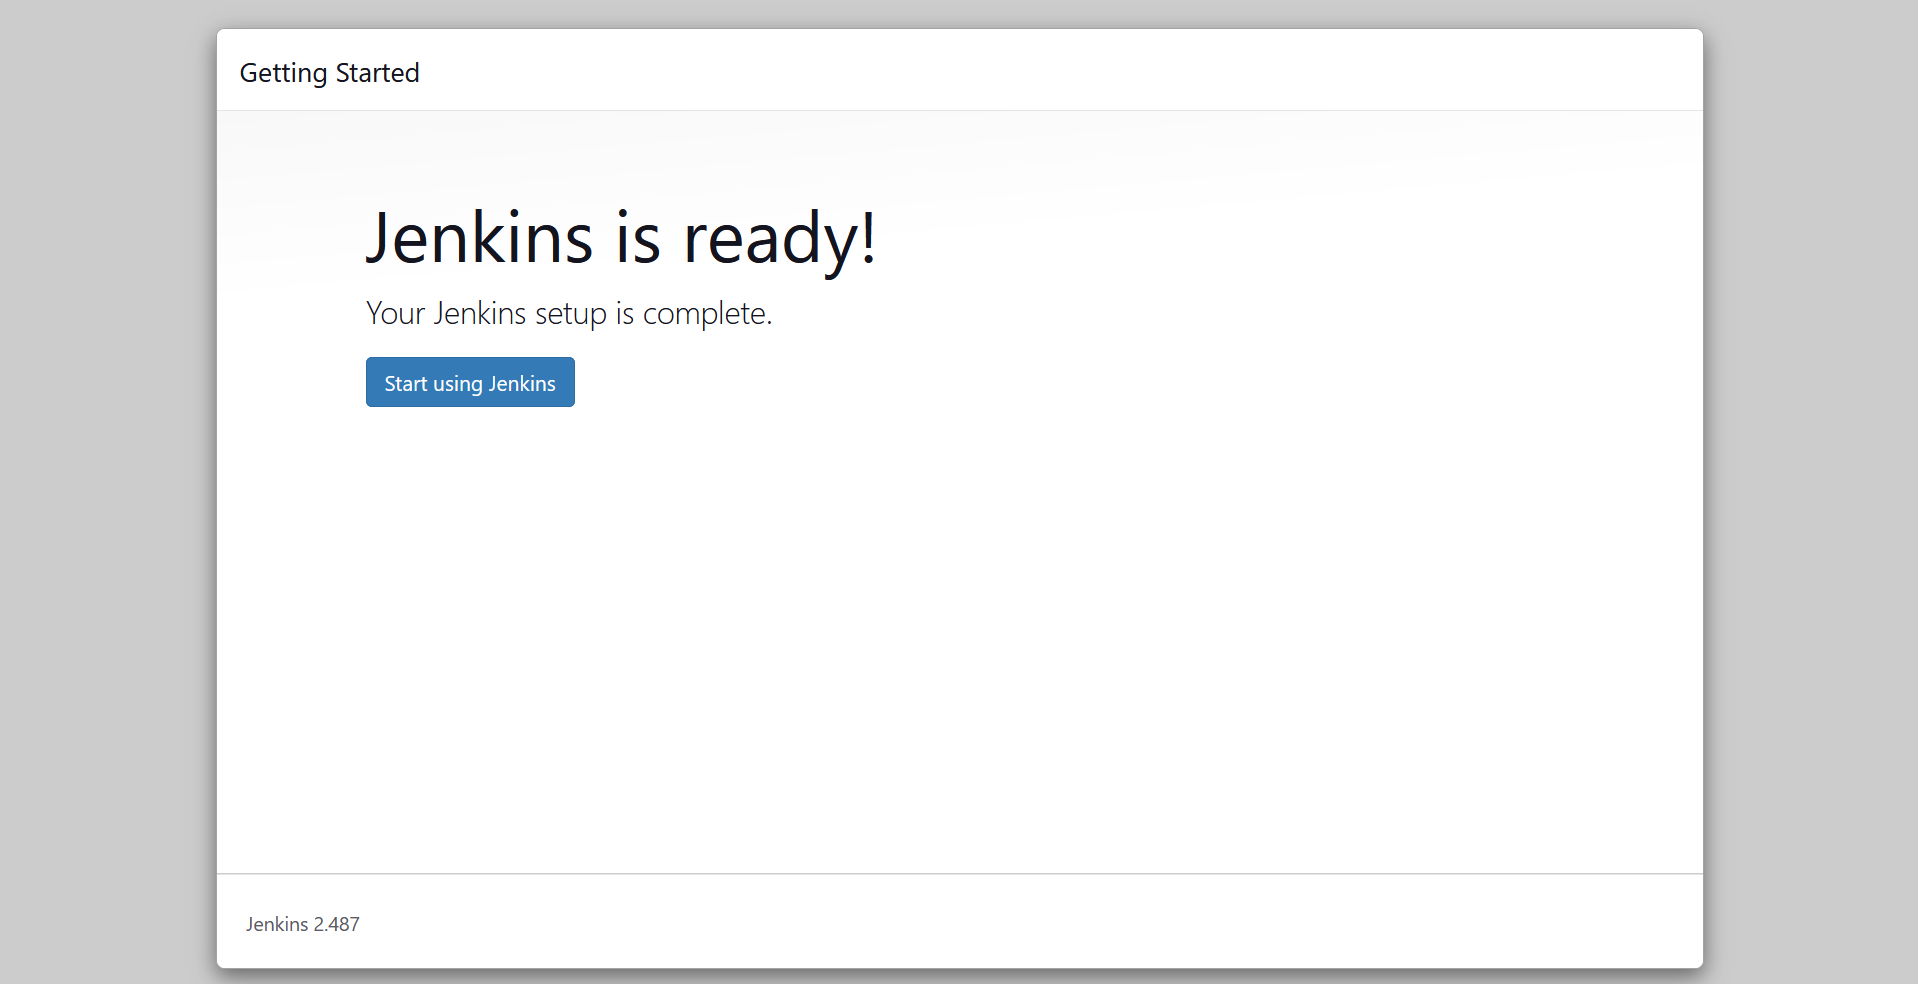 Getting Started
Jenkins is ready!
Your Jenkins setup is complete.
Start using Jenkins
Jenkins 2.487